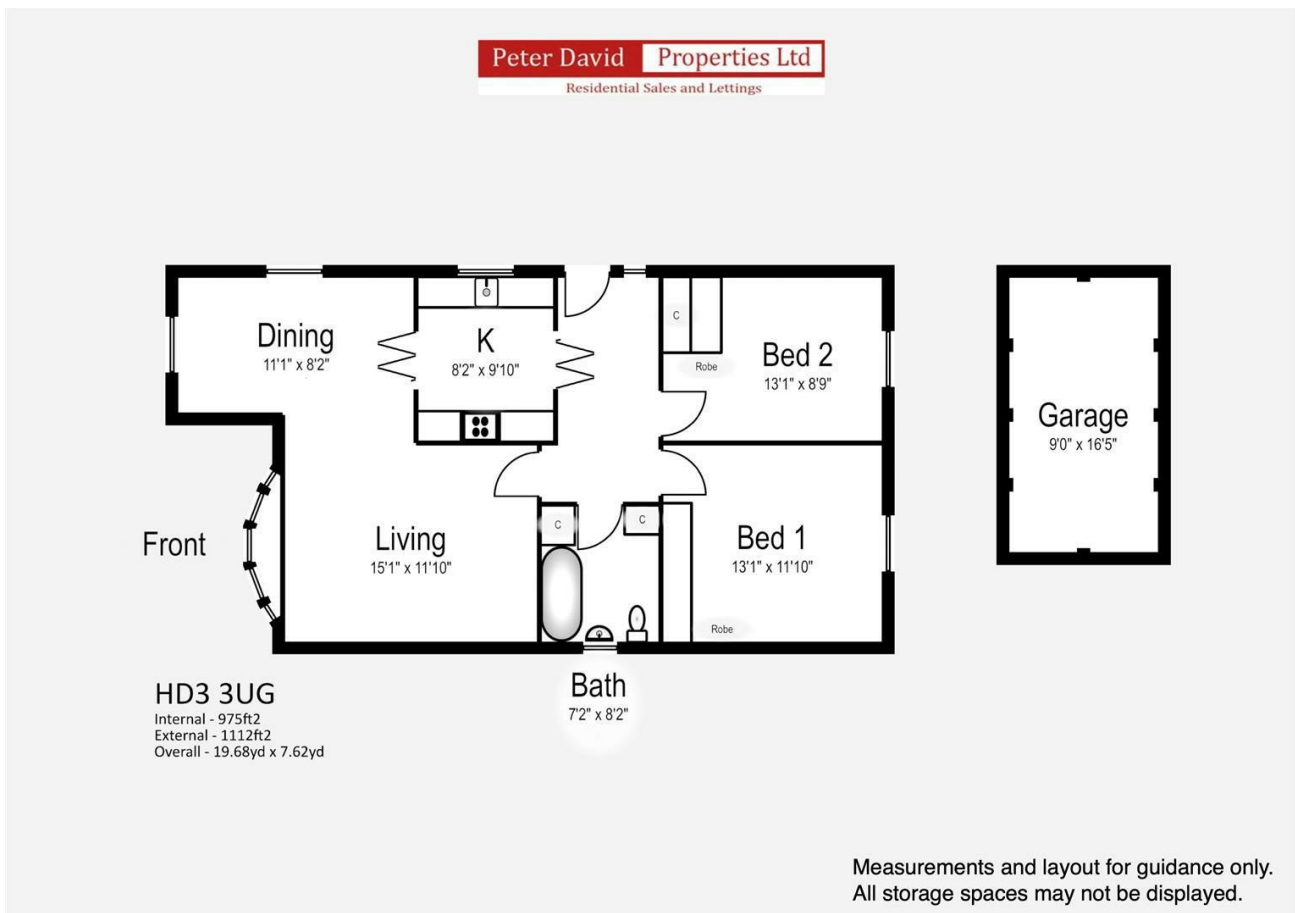 Peter David Properties Ltd
Residential Sales and Lettings
Dining
11'1" x 8'2"
K
8'2" x 9'10"
C
Robe
Bed 2
13'1" x 8'9"
Garage
9'0" x 16'5"
Front
Living
15'1" x 11'10"
C
C
Bed 1
13'1" x 11'10"
Robe
Bath
7'2" x 8'2"
HD3 3UG
Internal - 975ft2
External - 1112ft2
Overall - 19.68yd x 7.62yd
Measurements and layout for guidance only.
All storage spaces may not be displayed.